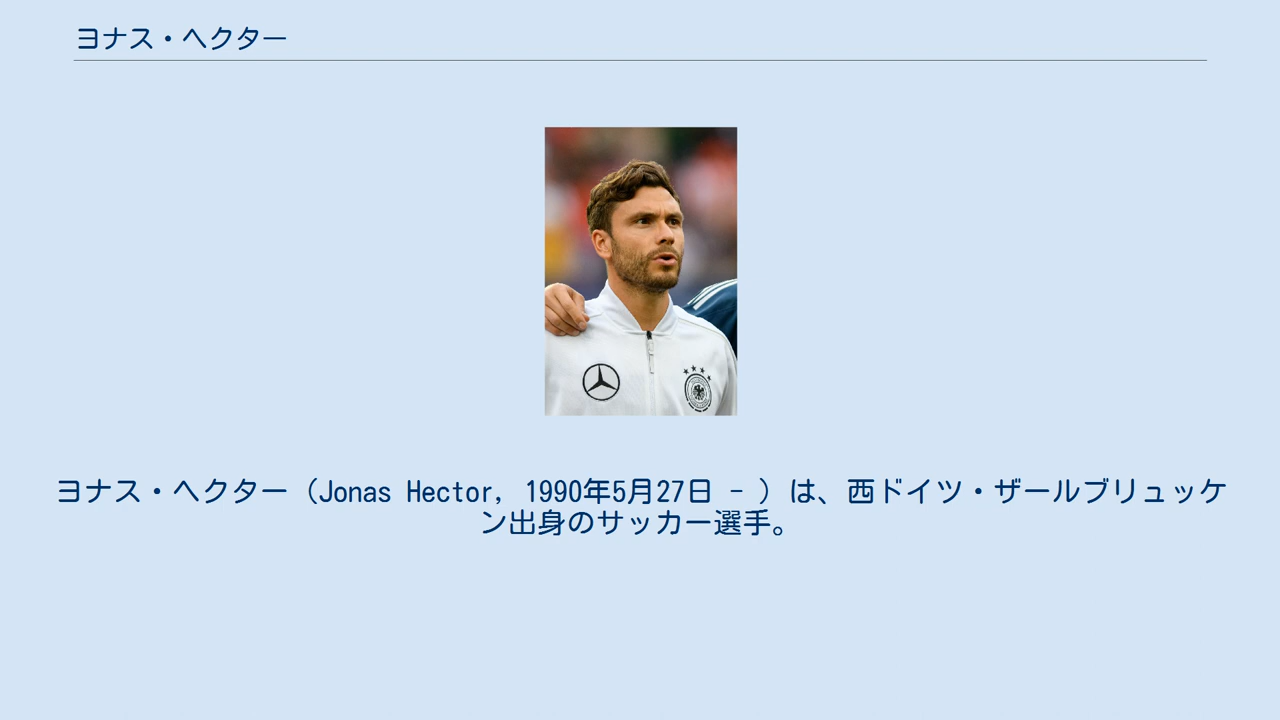 ヨナス・ヘクター
ヨナス・ヘクター（Jonas Hector, 1990年5月27日 - ）は、西ドイツ・ザールブリュッケ
ン出身のサッカー選手。